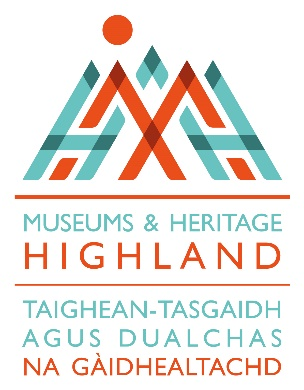 MUSEUMS & HERITAGE
HIGHLAND
TAIGHEAN-TASGAIDH
AGUS DUALCHAS
NA GÀIDHEALTACHD